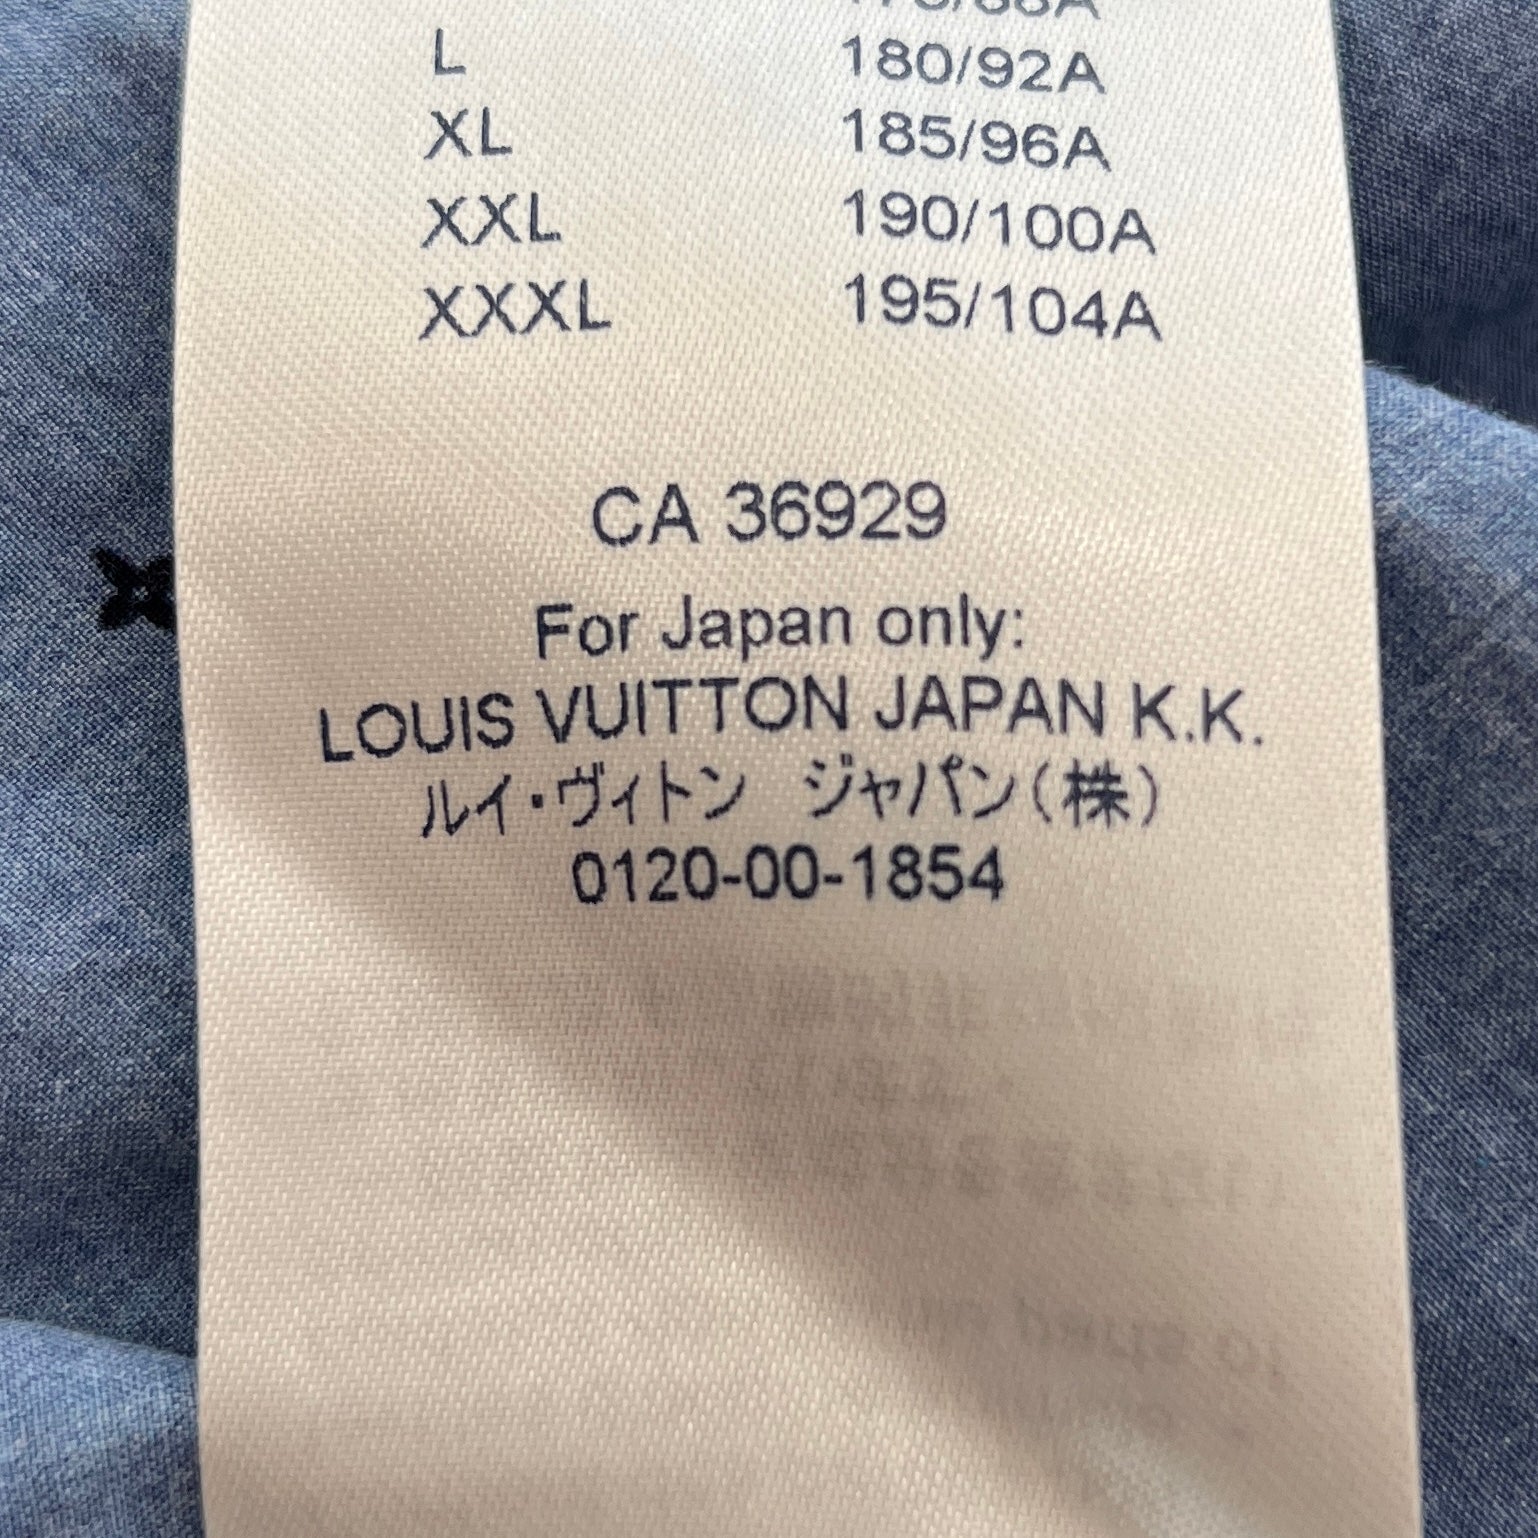 L 180/92A
XL 185/96A
XXL 190/100A
XXXL 195/104A
CA 36929
For Japan only:
LOUIS VUITTON JAPAN K.K.
ルイ・ヴィトン　ジャパン(株)
0120-00-1854